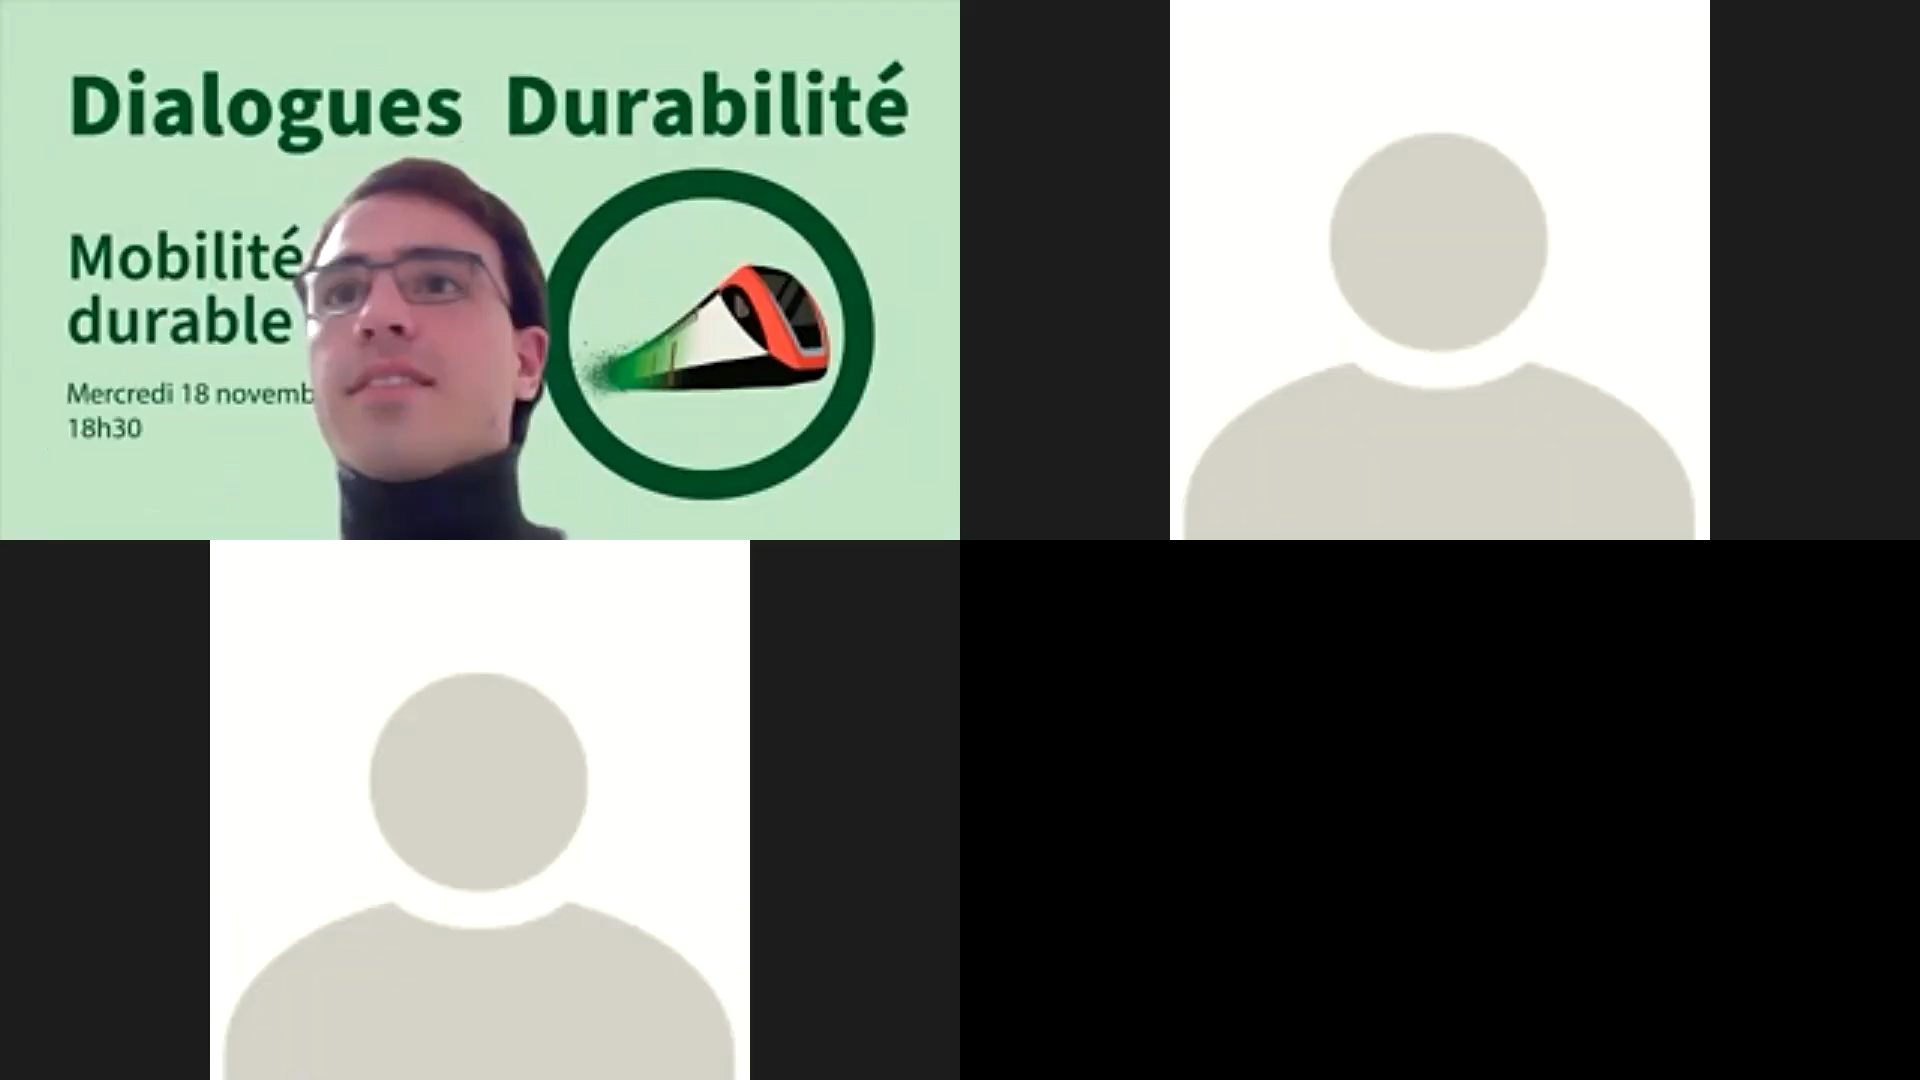 Dialogues Durabilité
Mobilité
durable
Mercredi 18 novemb
18h30